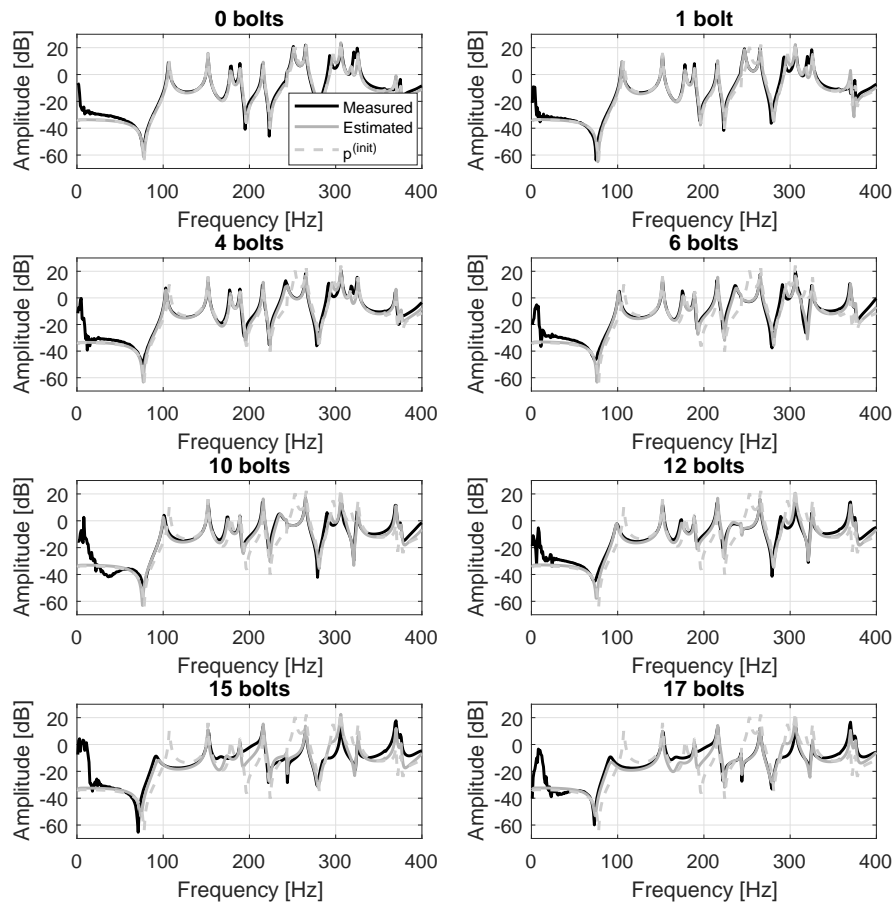 0 bolts
Amplitude [dB]
20
0
-20
-40
-60
0
100
200
300
400
Frequency [Hz]
Measured
Estimated
p(init)
1 bolt
Amplitude [dB]
20
0
-20
-40
-60
0
100
200
300
400
Frequency [Hz]
4 bolts
Amplitude [dB]
20
0
-20
-40
-60
0
100
200
300
400
Frequency [Hz]
6 bolts
Amplitude [dB]
20
0
-20
-40
-60
0
100
200
300
400
Frequency [Hz]
10 bolts
Amplitude [dB]
20
0
-20
-40
-60
0
100
200
300
400
Frequency [Hz]
12 bolts
Amplitude [dB]
20
0
-20
-40
-60
0
100
200
300
400
Frequency [Hz]
15 bolts
Amplitude [dB]
20
0
-20
-40
-60
0
100
200
300
400
Frequency [Hz]
17 bolts
Amplitude [dB]
20
0
-20
-40
-60
0
100
200
300
400
Frequency [Hz]